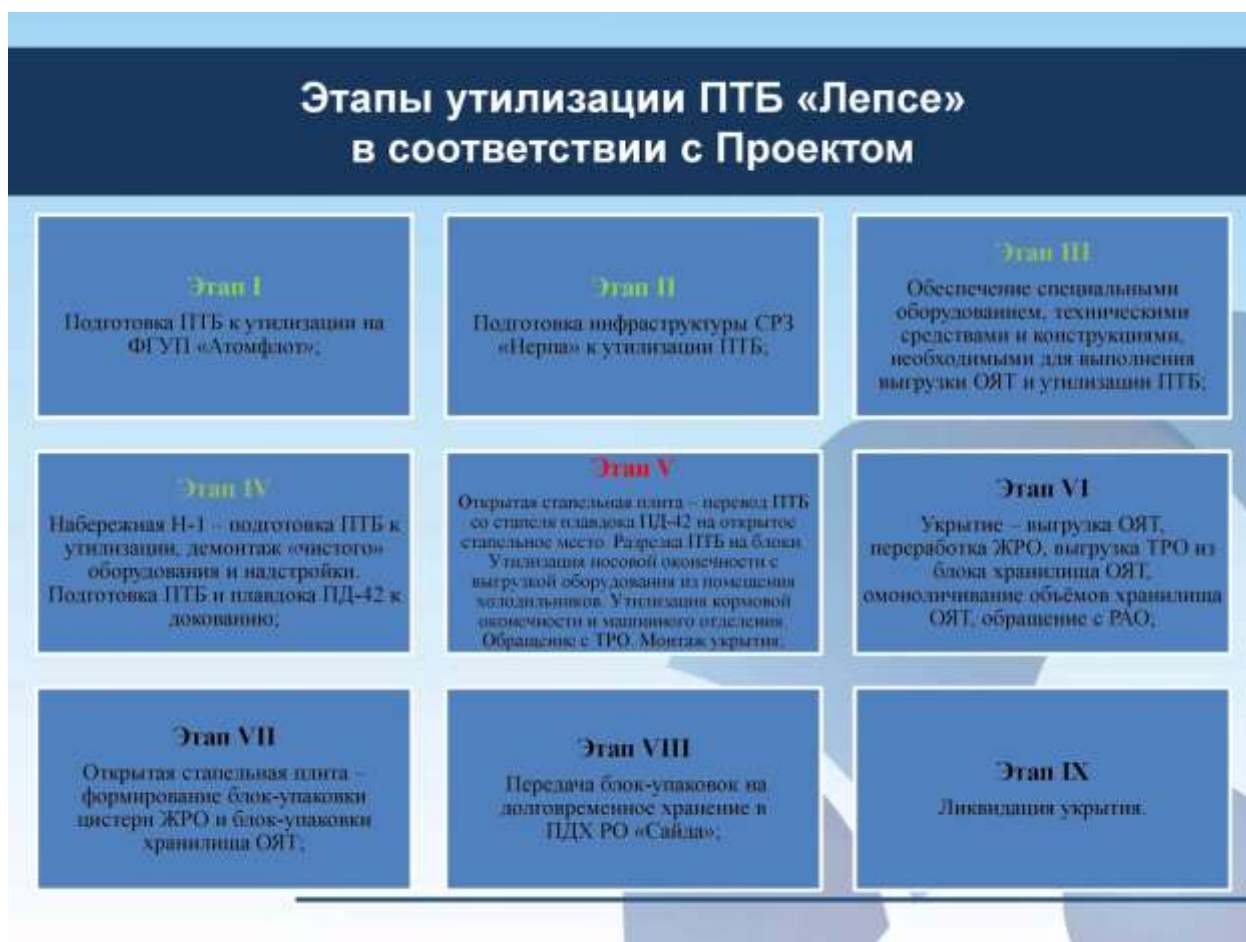 Этапы утилизации ПТБ «Лепсе»
в соответствии с Проектом
Этап I
Подготовка ПТБ к утилизации на
ФГУП «Атомфлот»;
Этап II
Подготовка инфраструктуры СРЗ
«Нерпа» к утилизации ПТБ;
Этап III
Обеспечение специальными
оборудованием, техническими
средствами и конструкциями,
необходимыми для выполнения
выгрузки ОЯТ и утилизации ПТБ;
Этап IV
Набережная Н-1 – подготовка ПТБ к
утилизации, демонтаж «чистого»
оборудования и надстройки.
Подготовка ПТБ и плавдока ПД-42 к
докованию;
Этап V
Открытая стапельная плита – перевод ПТБ
со стапеля плавдока ПД-42 на открытое
стапельное место. Разрезка ПТБ на блоки.
Утилизация носовой оконечности с
выгрузкой оборудования из помещения
холодильников. Утилизация кормовой
оконечности и машинного отделения.
Обращение с ТРО. Монтаж укрытия.
Этап VI
Укрытие – выгрузка ОЯТ,
переработка ЖРО, выгрузка ТРО из
блока хранилища ОЯТ,
омоноличивание объёмов хранилища
ОЯТ, обращение с РАО;
Этап VII
Открытая стапельная плита –
формирование блок-упаковки
цистерн ЖРО и блок-упаковки
хранилища ОЯТ;
Этап VIII
Передача блок-упаковок на
долговременное хранение в
ПДХ РО «Сайда»;
Этап IX
Ликвидация укрытия.